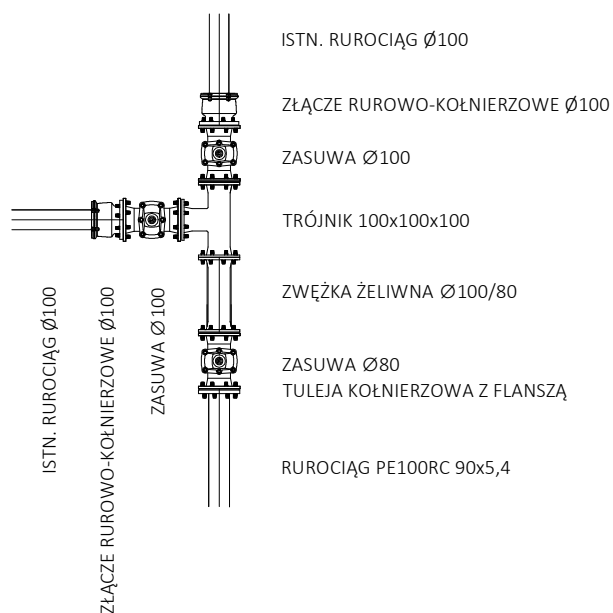 ISTN. RUROCIĄG Ø100
ZŁĄCZE RUROWO-KOŁNIERZOWE Ø100
ZASUWA Ø100
TRÓJNIK 100x100x100
ZWĘŻKA ŻELIWNA Ø100/80
ZASUWA Ø80
TULEJA KOŁNIERZOWA Z FLANSZĄ
RUROCIĄG PE100RC 90x5,4
ISTN. RUROCIĄG Ø100
ZŁĄCZE RUROWO-KOŁNIERZOWE Ø100
ZASUWA Ø100